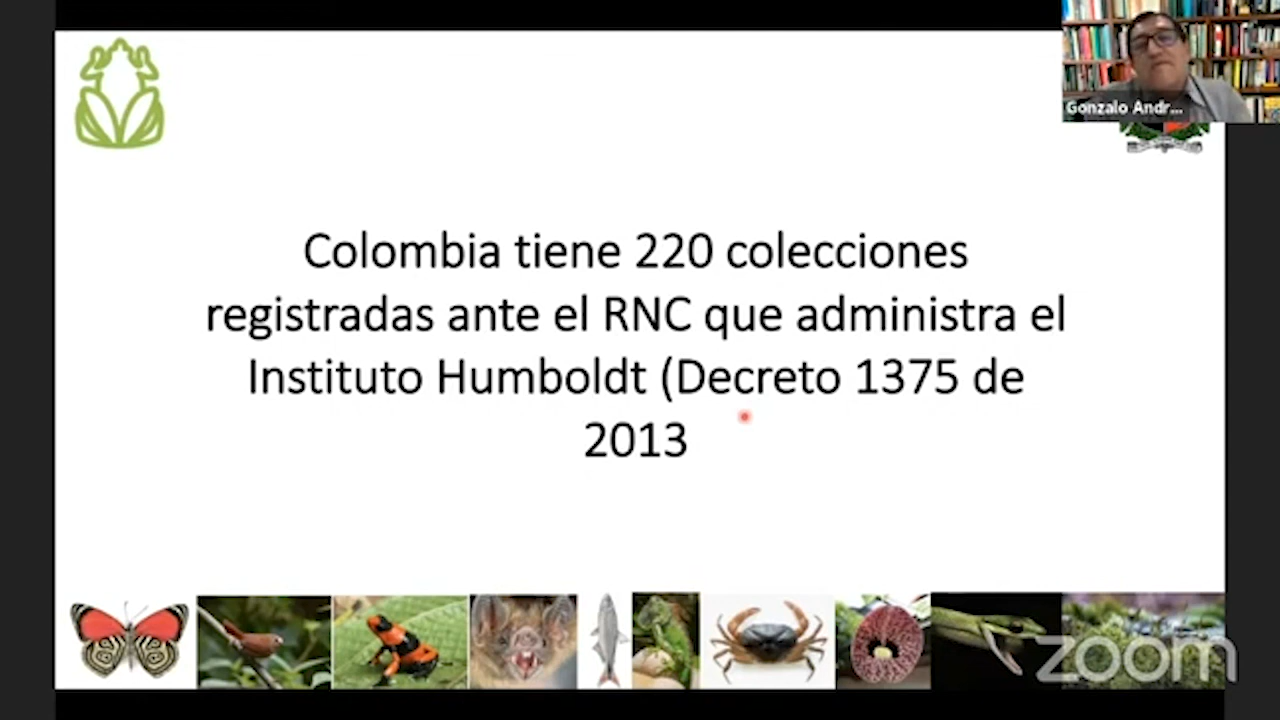 Gonzalo Andr...
Colombia tiene 220 colecciones
registradas ante el RNC que administra el
Instituto Humboldt (Decreto 1375 de
2013
zoom